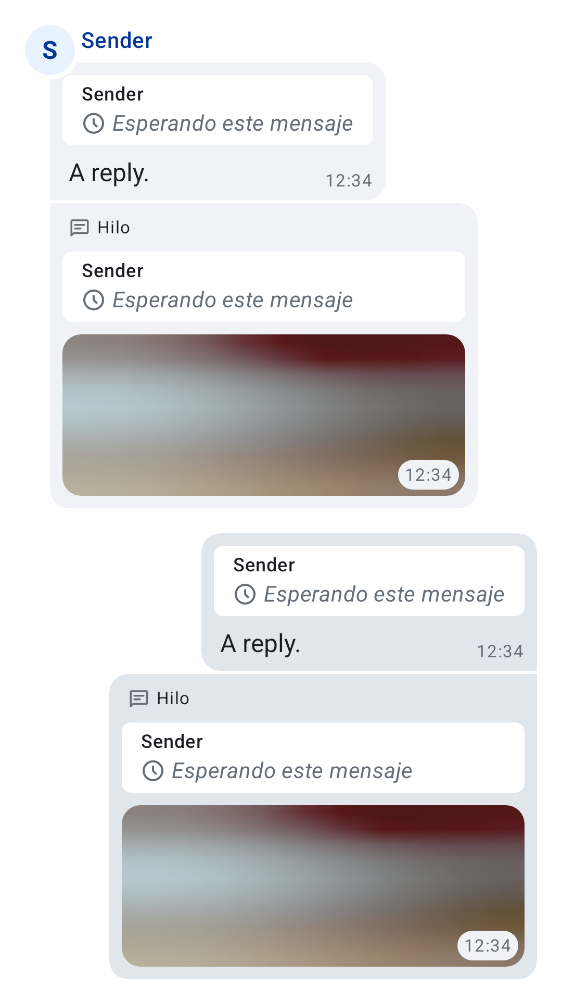 S
Sender
Sender
Esperando este mensaje
A reply.
12:34
Hilo
Sender
Esperando este mensaje
12:34
Sender
Esperando este mensaje
A reply.
12:34
Hilo
Sender
Esperando este mensaje
12:34